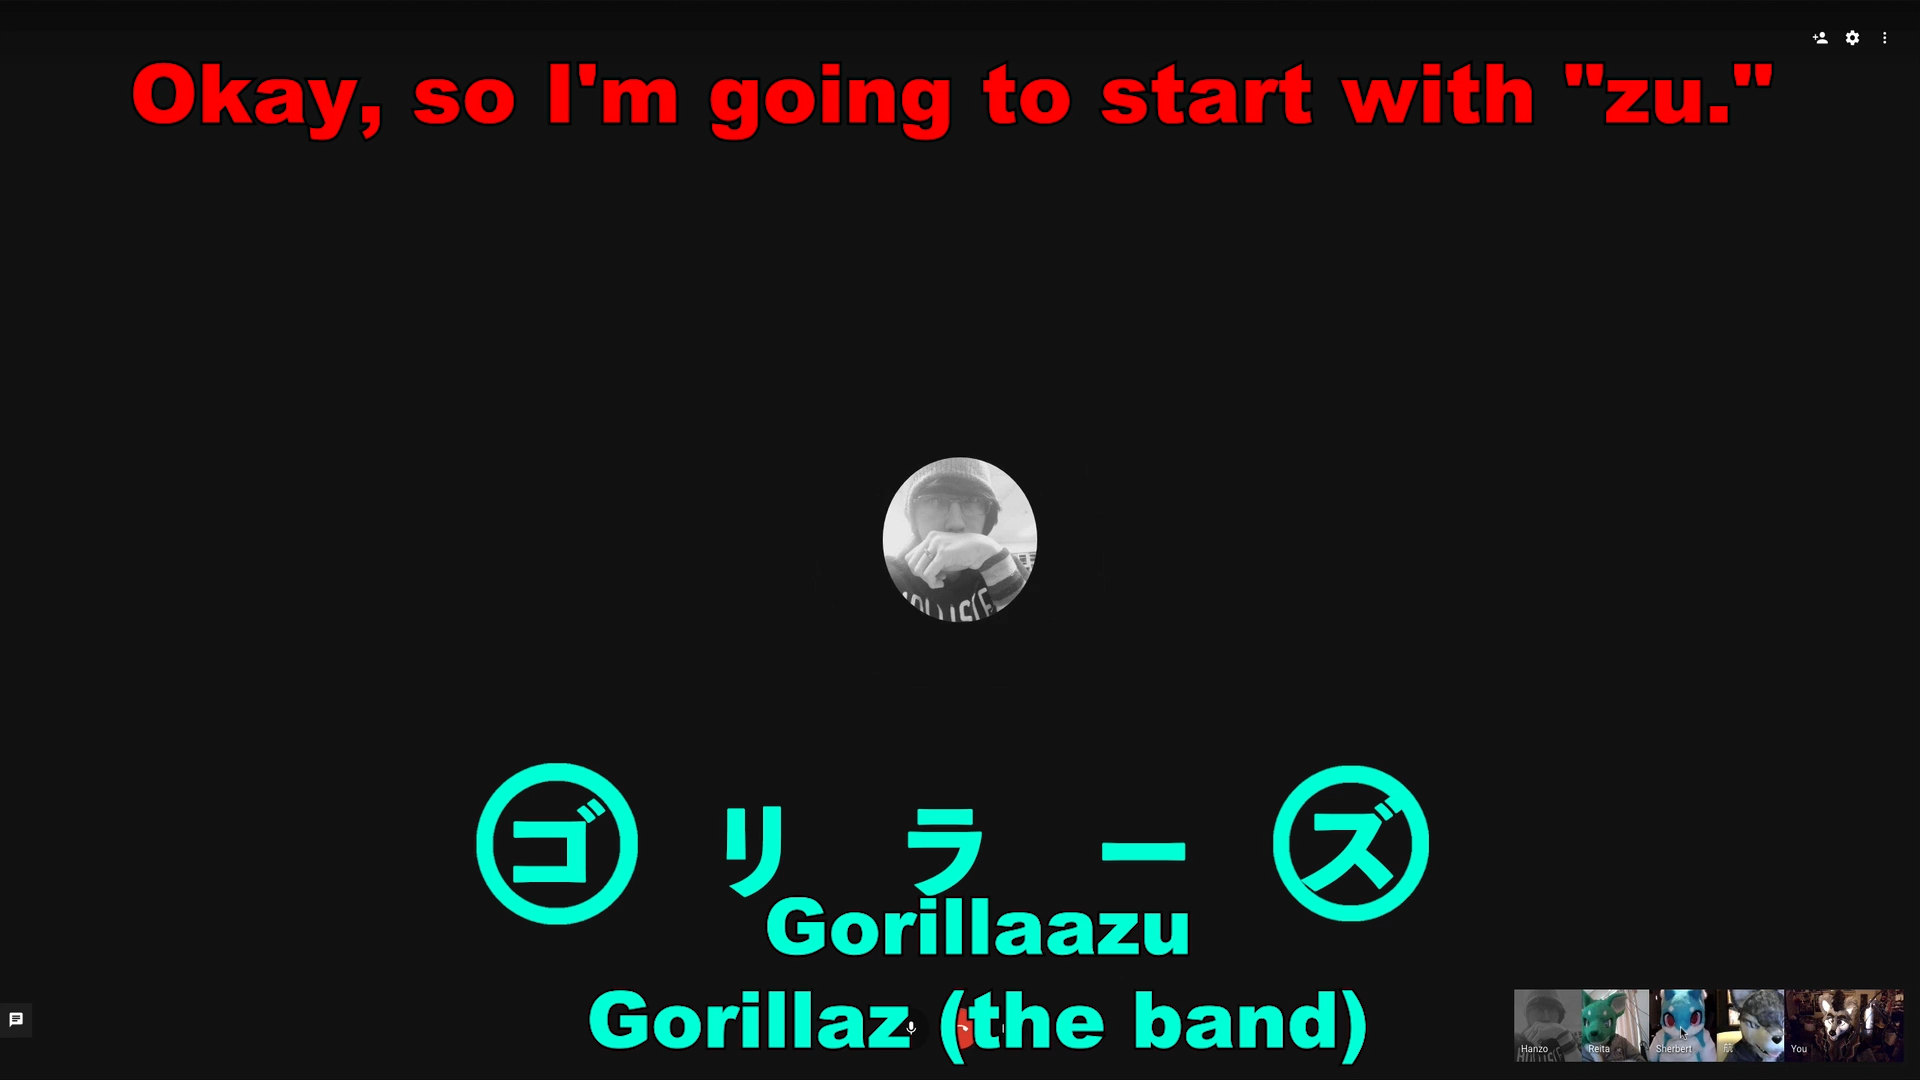 Okay, so I'm going to start with "zu."
ゴリラーズ
Gorillaazu
Gorillaz (the band)
Hanzo
Reita
Sherbert
You